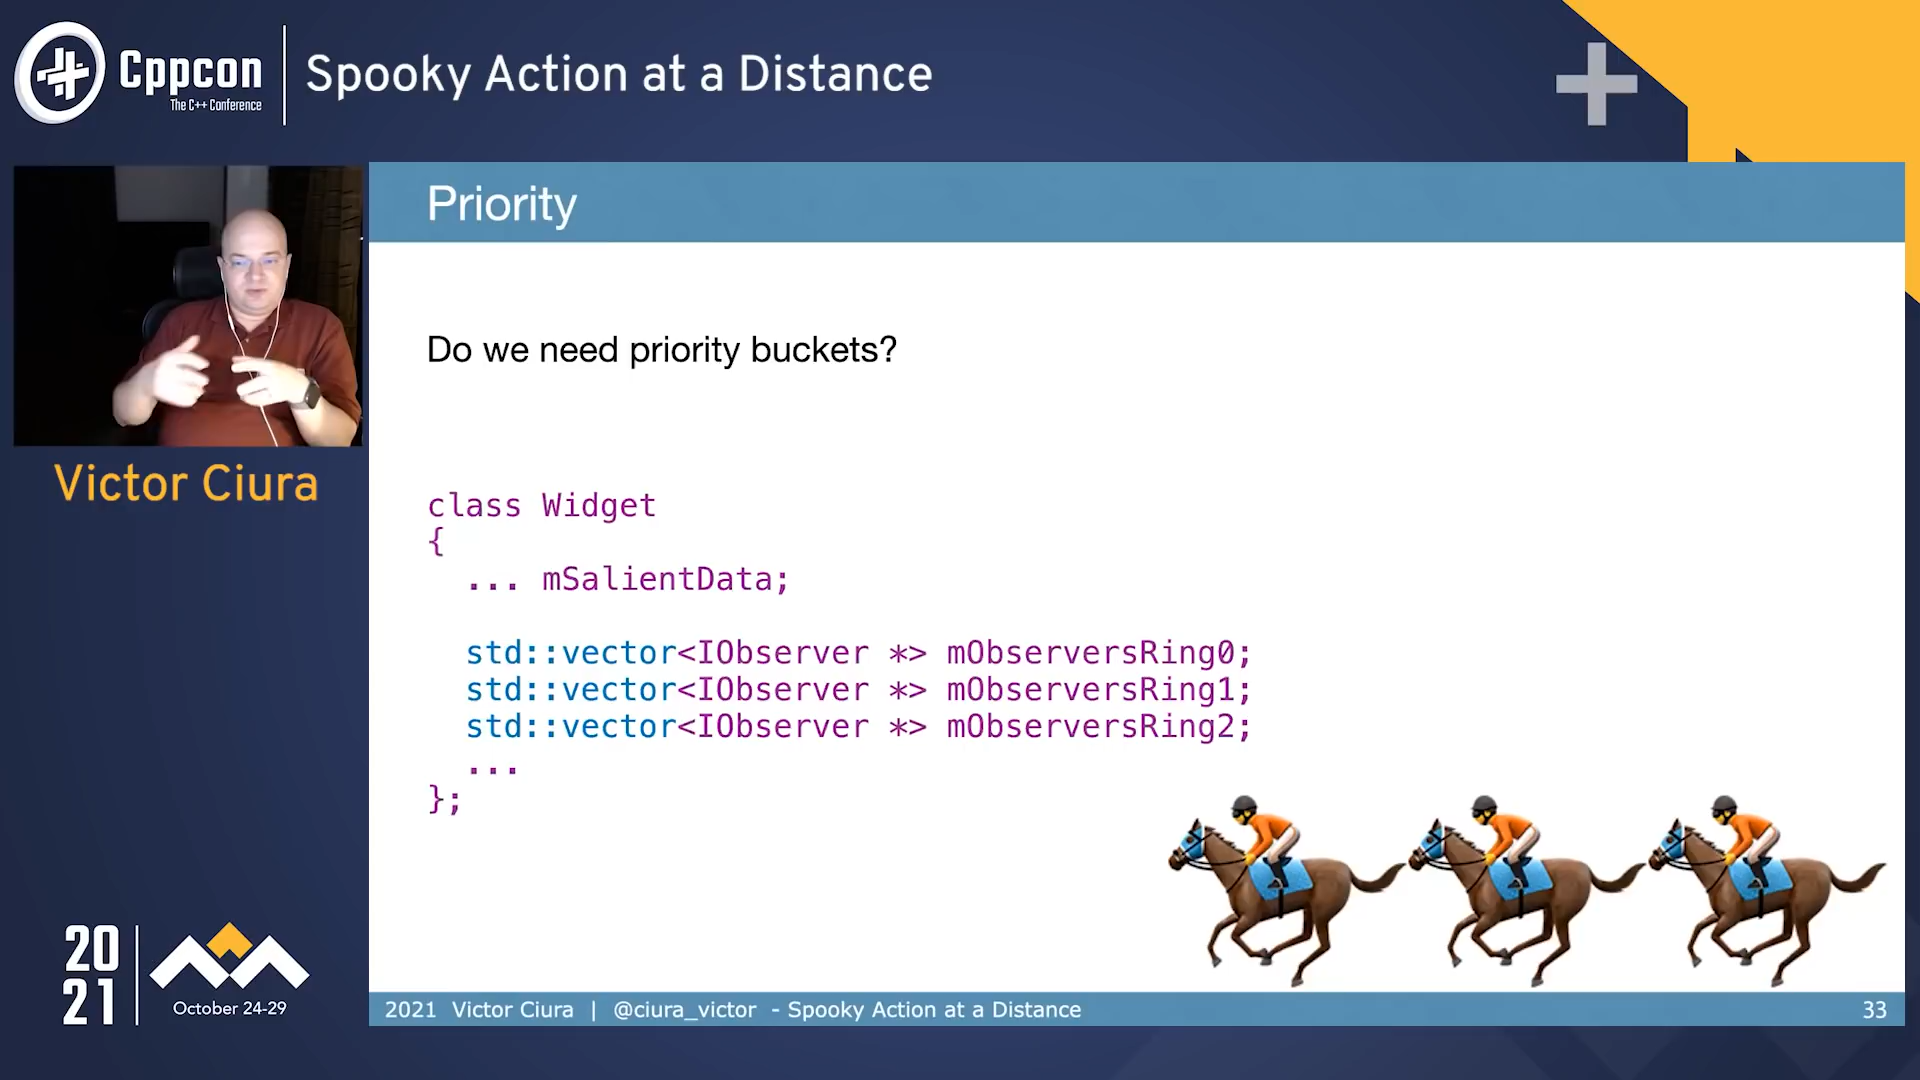 Cppcon
The C++ Conference
Spooky Action at a Distance
Victor Ciura
Priority
Do we need priority buckets?
class Widget
{
... mSalientData;
std::vector<IObserver *> mObserversRing0;
std::vector<IObserver *> mObserversRing1;
std::vector<IObserver *> mObserversRing2;
...
};
20
21
October 24-29
2021 Victor Ciura | @ciura_victor - Spooky Action at a Distance
33